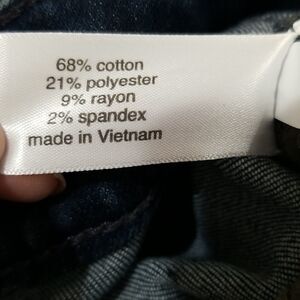 68% cotton
21% polyester
9% rayon
2% spandex
made in Vietnam